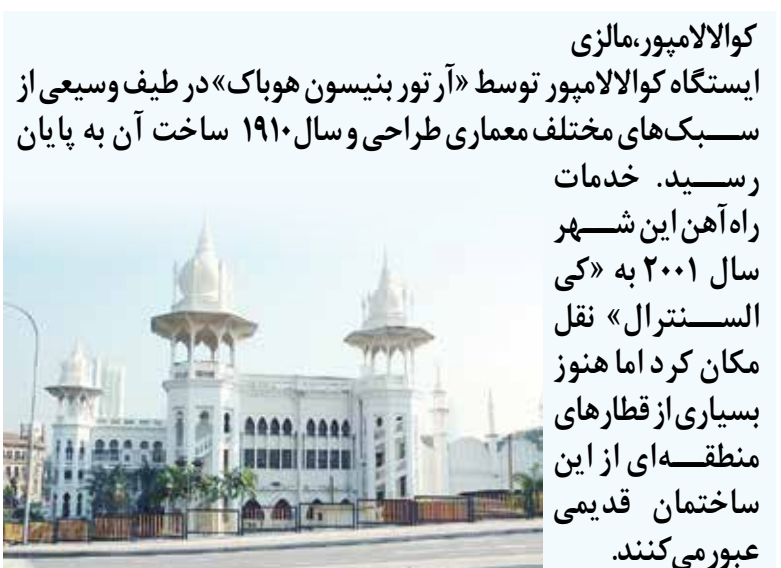 کوالالامپور،مالزی
ایستگاه کوالالامپور توسط «آرتور بنیسون هوباک» در طیف وسیعی از
سبک‌های مختلف معماری طراحی و سال ۱۹۱۰ ساخت آن به پایان
رسید. خدمات
راه‌آهن این شهر
سال ۲۰۰۱ به «کی
السنترال» نقل
مکان کرد اما هنوز
بسیاری از قطارهای
منطقه‌ای از این
ساختمان قدیمی
عبور می‌کنند.